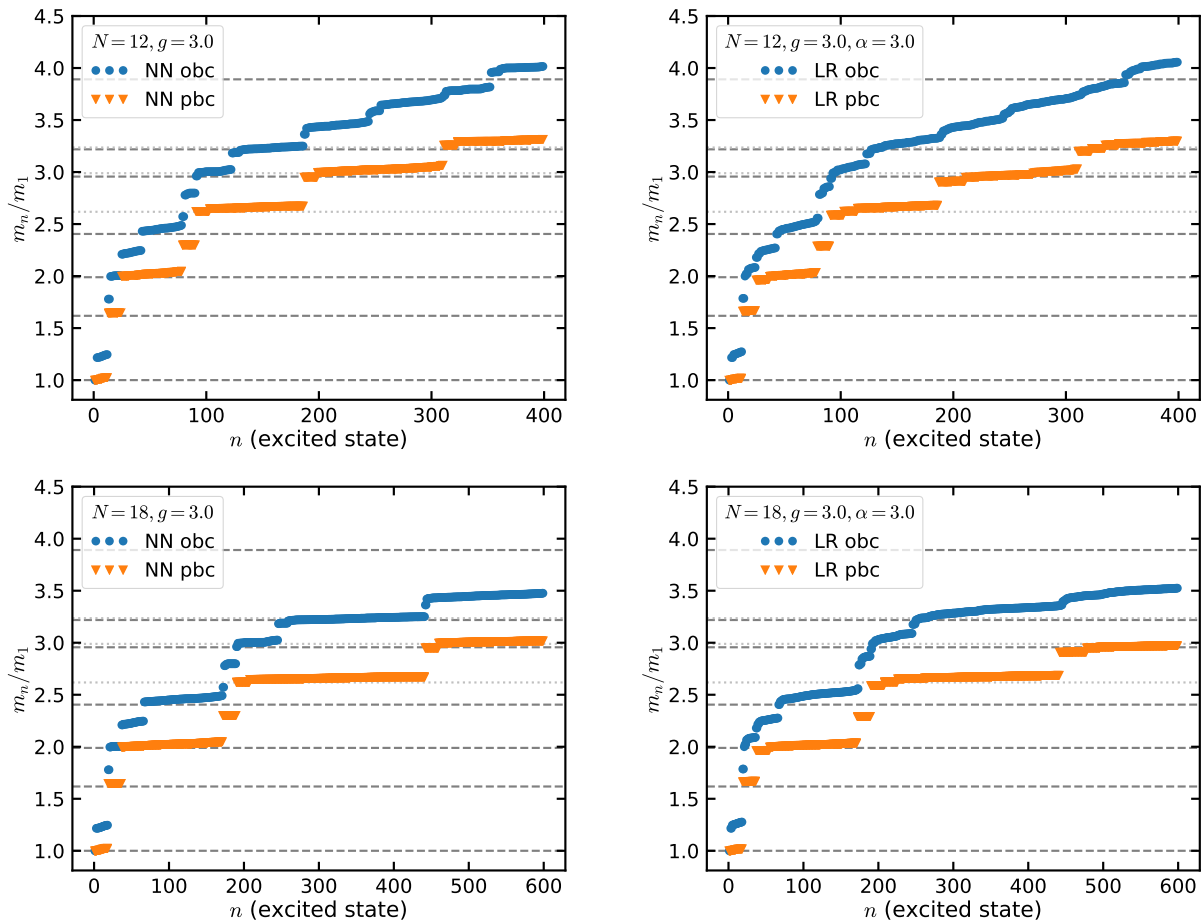 N = 12, g = 3.0
NN obc
NN pbc
4.5
4.0
3.5
3.0
2.5
2.0
1.5
1.0
m_n/m_1
0 100 200 300 400
n (excited state)
N = 12, g = 3.0, α = 3.0
LR obc
LR pbc
4.5
4.0
3.5
3.0
2.5
2.0
1.5
1.0
m_n/m_1
0 100 200 300 400
n (excited state)
N = 18, g = 3.0
NN obc
NN pbc
4.5
4.0
3.5
3.0
2.5
2.0
1.5
1.0
m_n/m_1
0 100 200 300 400 500 600
n (excited state)
N = 18, g = 3.0, α = 3.0
LR obc
LR pbc
4.5
4.0
3.5
3.0
2.5
2.0
1.5
1.0
m_n/m_1
0 100 200 300 400 500 600
n (excited state)